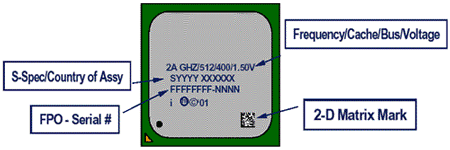 Frequency/Cache/Bus/Voltage
2A GHZ/512/400/1.50V
S-Spec/Country of Assy
SYYYY XXXXXX
FFFFFFFF-NNNN
FPO - Serial #
i ©'01
2-D Matrix Mark